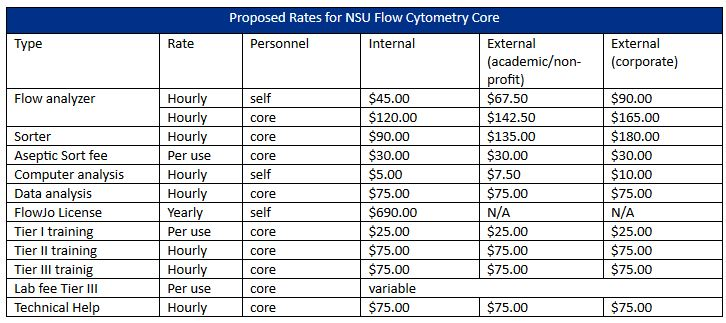 Proposed Rates for NSU Flow Cytometry Core
Type Rate Personnel Internal External (academic/non-profit) External (corporate)
Flow analyzer Hourly self $45.00 $67.50 $90.00
Hourly core $120.00 $142.50 $165.00
Sorter Hourly core $90.00 $135.00 $180.00
Aseptic Sort fee Per use core $30.00 $30.00 $30.00
Computer analysis Hourly self $5.00 $7.50 $10.00
Data analysis Hourly core $75.00 $75.00 $75.00
FlowJo License Yearly self $690.00 N/A N/A
Tier I training Per use core $25.00 $25.00 $25.00
Tier II training Hourly core $75.00 $75.00 $75.00
Tier III trainig Hourly core $75.00 $75.00 $75.00
Lab fee Tier III Per use core variable
Technical Help Hourly core $75.00 $75.00 $75.00